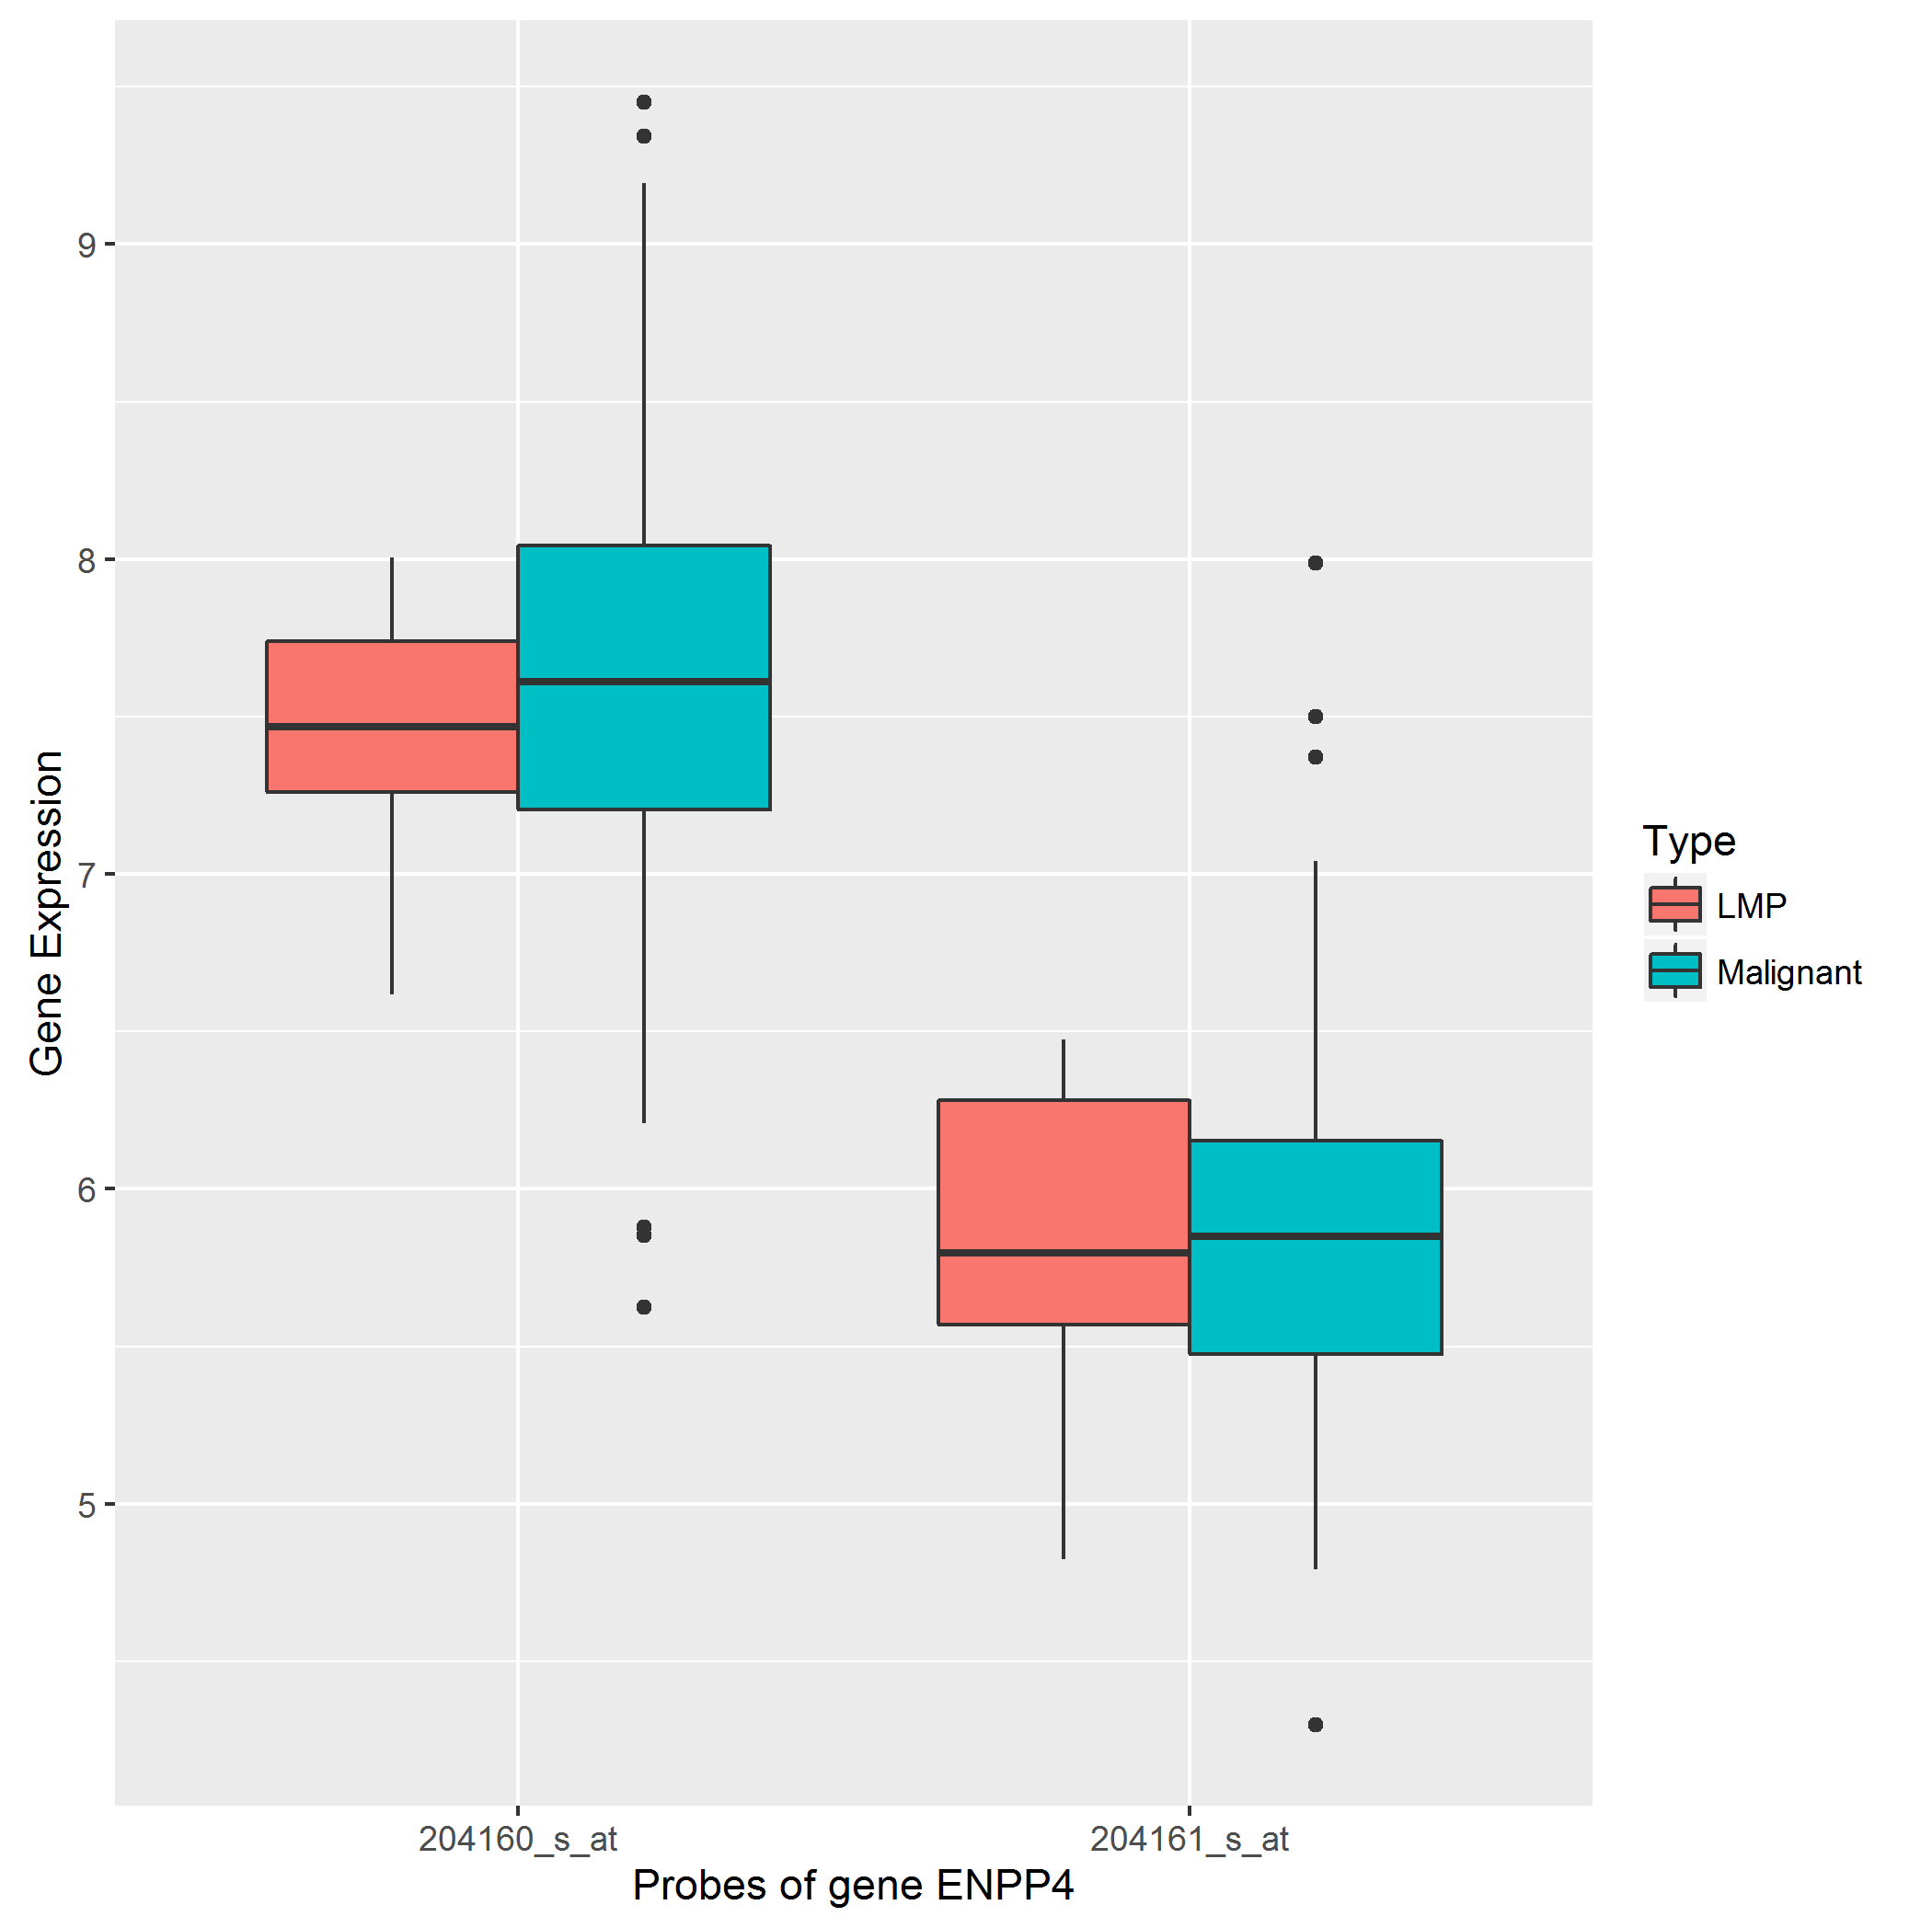 Gene Expression
9
8
7
6
5
204160_s_at
204161_s_at
Probes of gene ENPP4
Type
LMP
Malignant